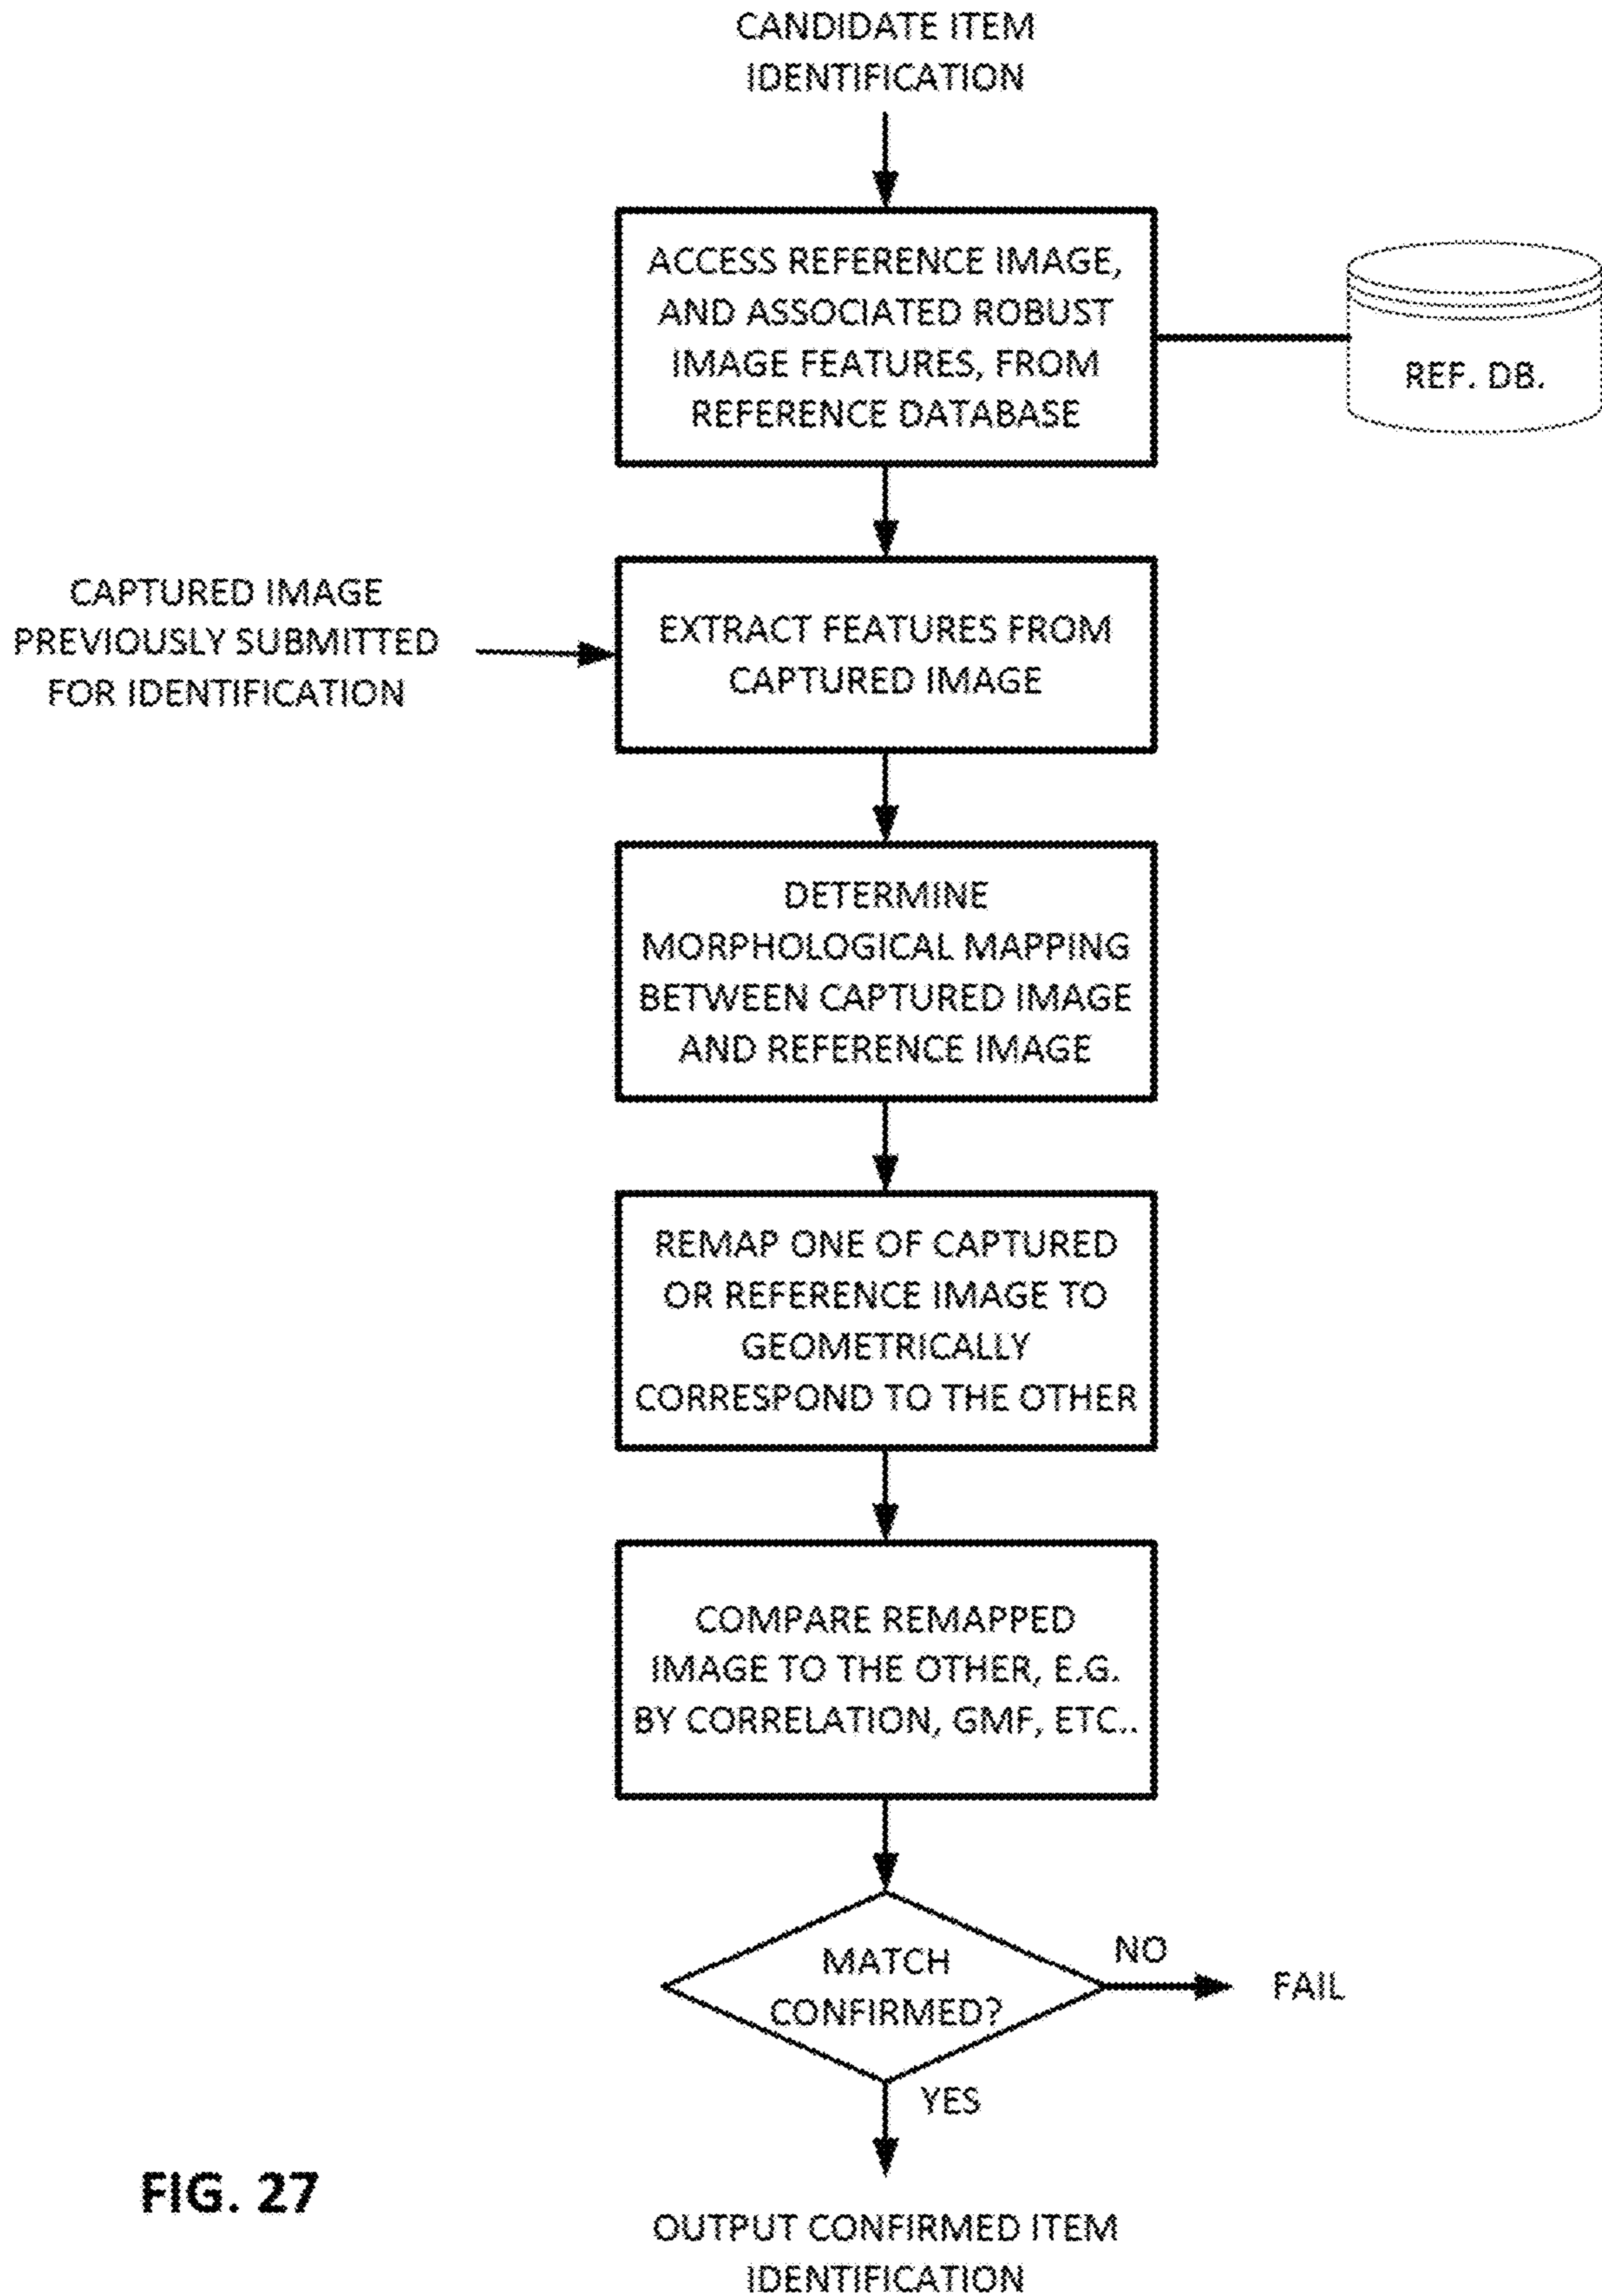 CANDIDATE ITEM
IDENTIFICATION
ACCESS REFERENCE IMAGE,
AND ASSOCIATED ROBUST
IMAGE FEATURES, FROM
REFERENCE DATABASE
REF. DB.
CAPTURED IMAGE
PREVIOUSLY SUBMITTED
FOR IDENTIFICATION
EXTRACT FEATURES FROM
CAPTURED IMAGE
DETERMINE
MORPHOLOGICAL MAPPING
BETWEEN CAPTURED IMAGE
AND REFERENCE IMAGE
REMAP ONE OF CAPTURED
OR REFERENCE IMAGE TO
GEOMETRICALLY
CORRESPOND TO THE OTHER
COMPARE REMAPPED
IMAGE TO THE OTHER, E.G.
BY CORRELATION, GMF, ETC..
MATCH
CONFIRMED?
NO
FAIL
YES
OUTPUT CONFIRMED ITEM
IDENTIFICATION
FIG. 27